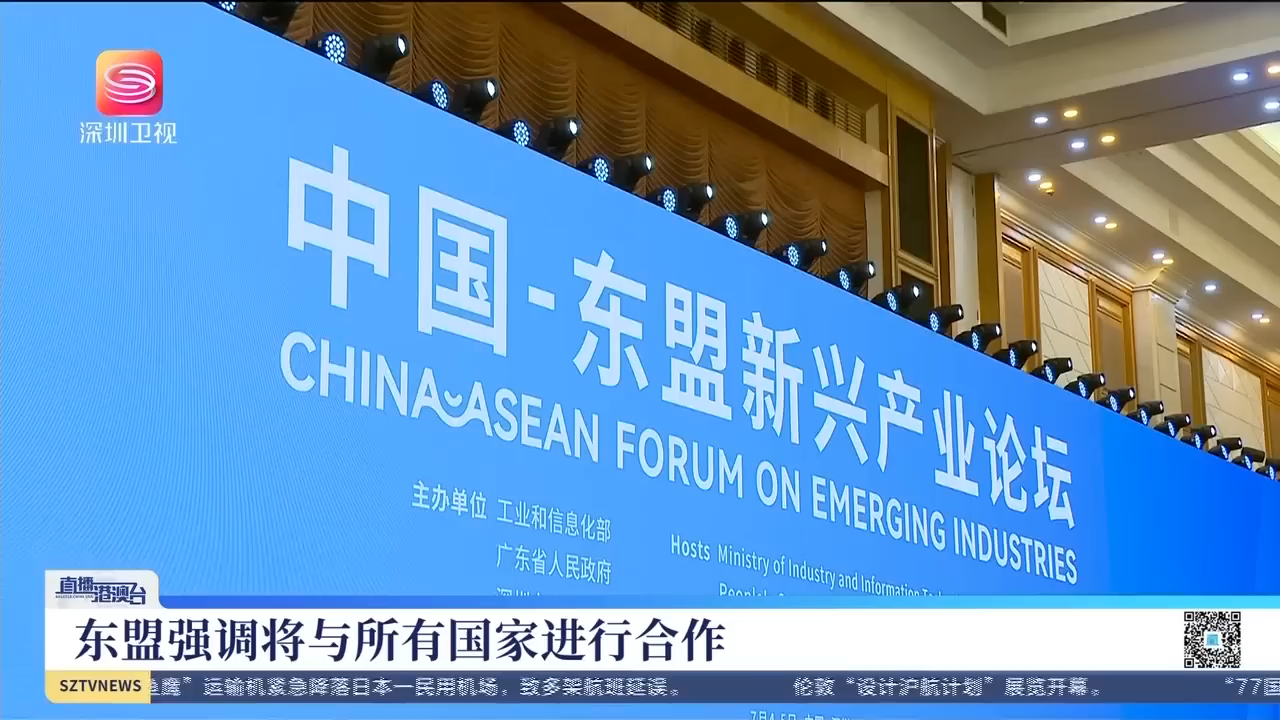 深圳卫视
中国-东盟新兴产业论坛
CHINA-ASEAN FORUM ON EMERGING INDUSTRIES
主办单位 工业和信息化部
广东省人民政府
Hosts Ministry of Industry and Information
直播港澳台
东盟强调将与所有国家进行合作
SZTVNEWS
鱼鹰”运输机紧急降落日本一民用机场，致多架航班延误。 伦敦“设计沪航计划”展览开幕。 “77国